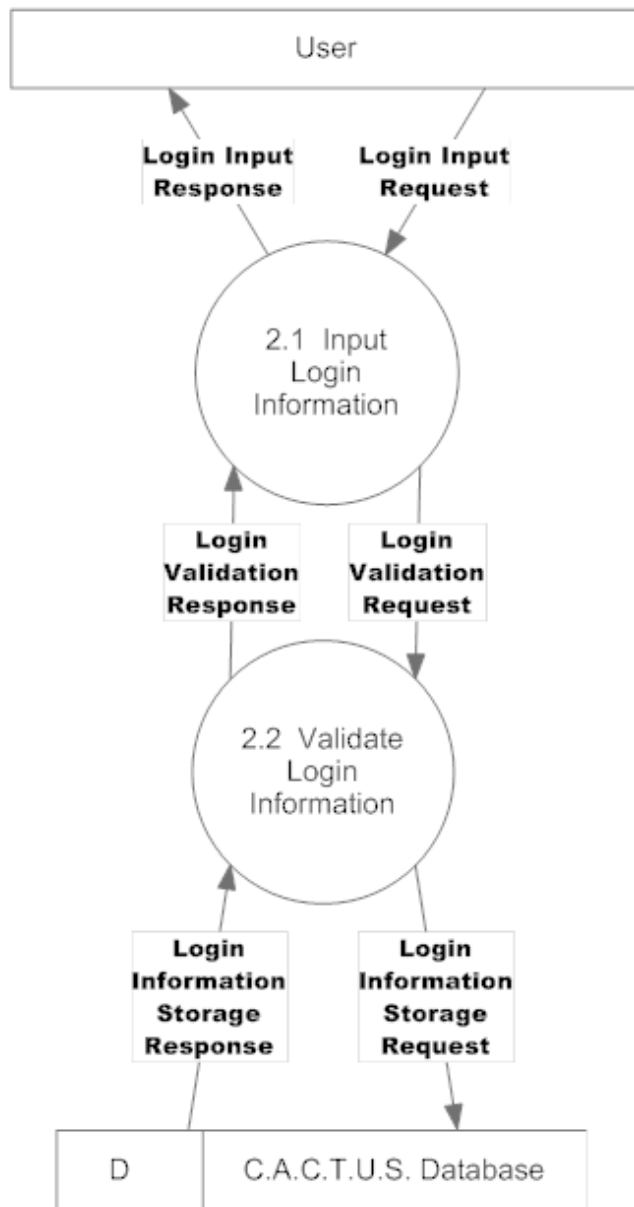 User
Login Input
Response
Login Input
Request
2.1 Input
Login
Information
Login
Validation
Response
Login
Validation
Request
2.2 Validate
Login
Information
Login
Information
Storage
Response
Login
Information
Storage
Request
D
C.A.C.T.U.S. Database